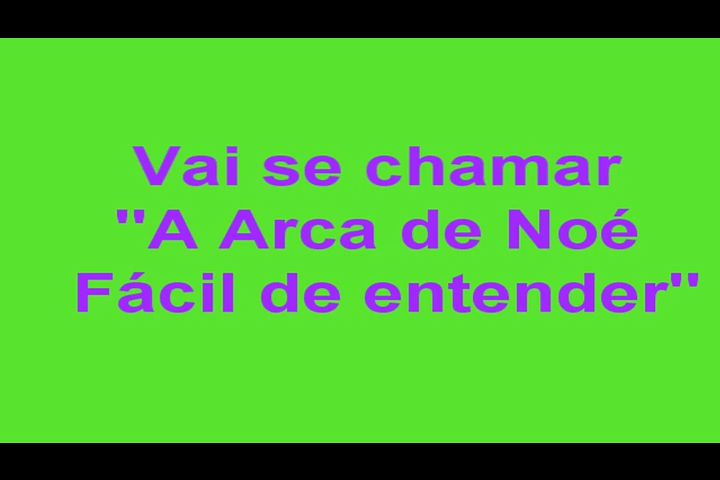 Vai se chamar
"A Arca de Noé
Fácil de entender"